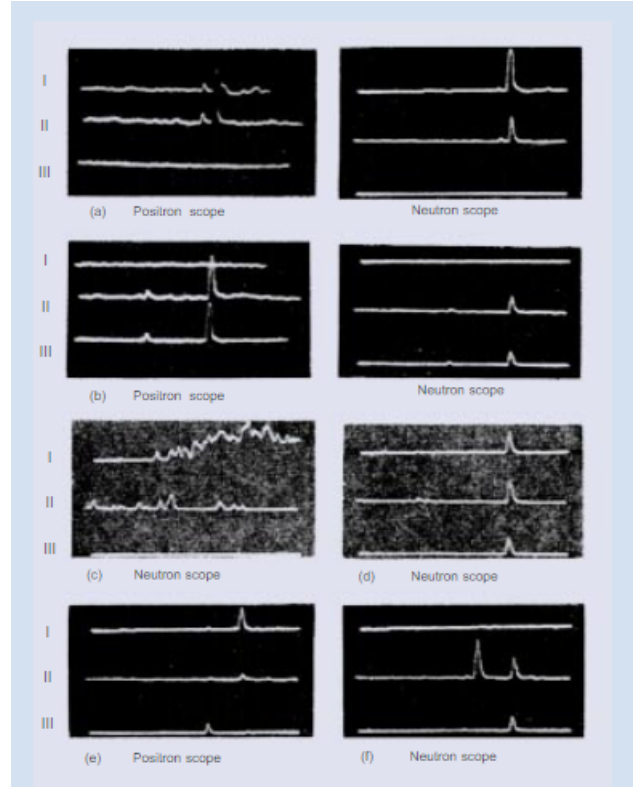 I
II
III
(a) Positron scope Neutron scope
I
II
III
(b) Positron scope Neutron scope
I
II
III
(c) Neutron scope (d) Neutron scope
I
II
III
(e) Positron scope (f) Neutron scope